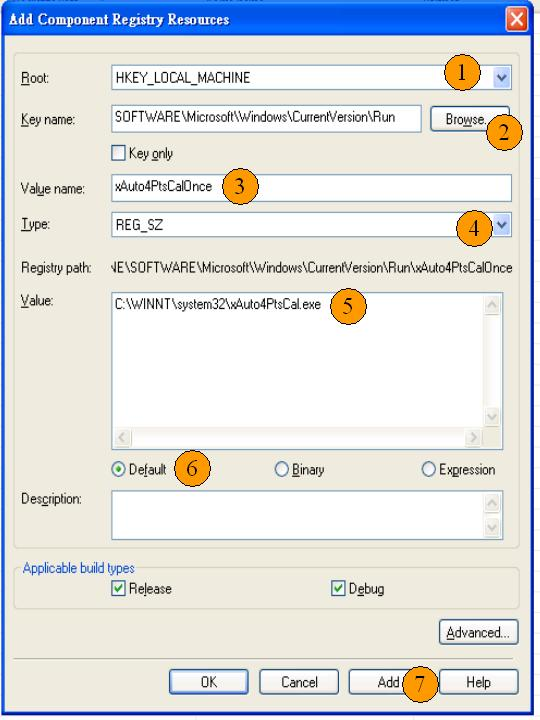 Add Component Registry Resources
Root: HKEY_LOCAL_MACHINE 1
Key name: SOFTWARE\Microsoft\Windows\CurrentVersion\Run Browse... 2
Key only
Value name: xAuto4PtsCalOnce 3
Type: REG_SZ 4
Registry path: NE\SOFTWARE\Microsoft\Windows\CurrentVersion\Run\xAuto4PtsCalOnce
Value: C:\WINNT\system32\xAuto4PtsCal.exe 5
Default 6 Binary Expression
Description:
Applicable build types
Release Debug
Advanced...
OK Cancel Add 7 Help